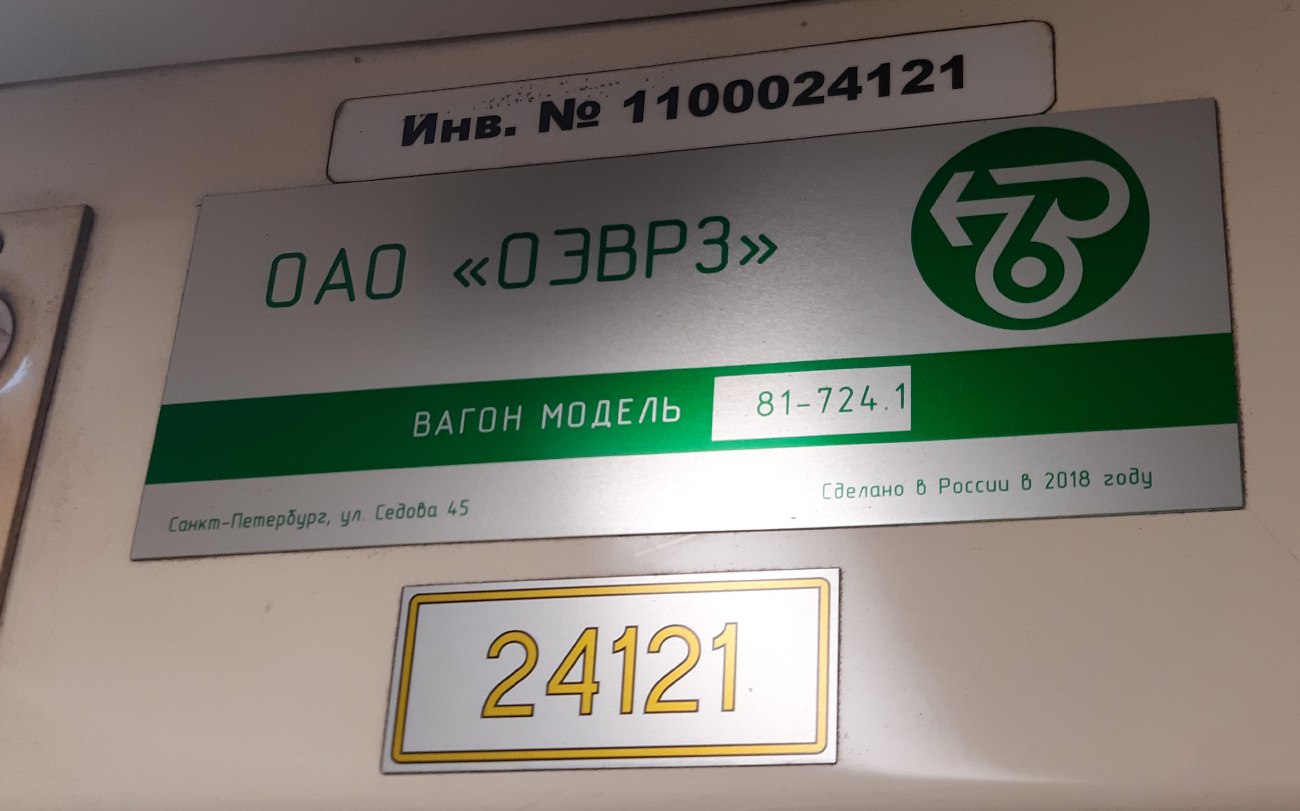 Инв. № 1100024121
ОАО «ОЭВРЗ»
ВАГОН МОДЕЛЬ 81-724.1
Санкт-Петербург, ул. Седова 45
Сделано в России в 2018 году
24121